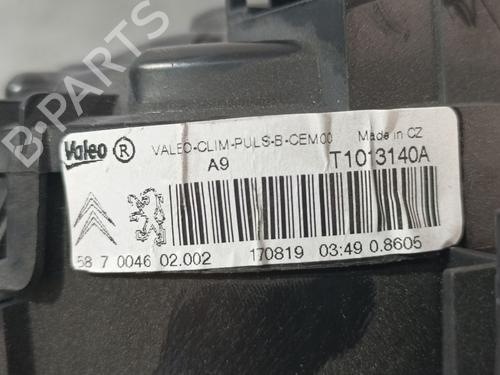 B-PARTS
Valeo ® VALEO-CLIM-PULS-B-CEM00 Made in CZ
A9 T1013140A
58 7 0046 02.002 170819 03:49 0.8605